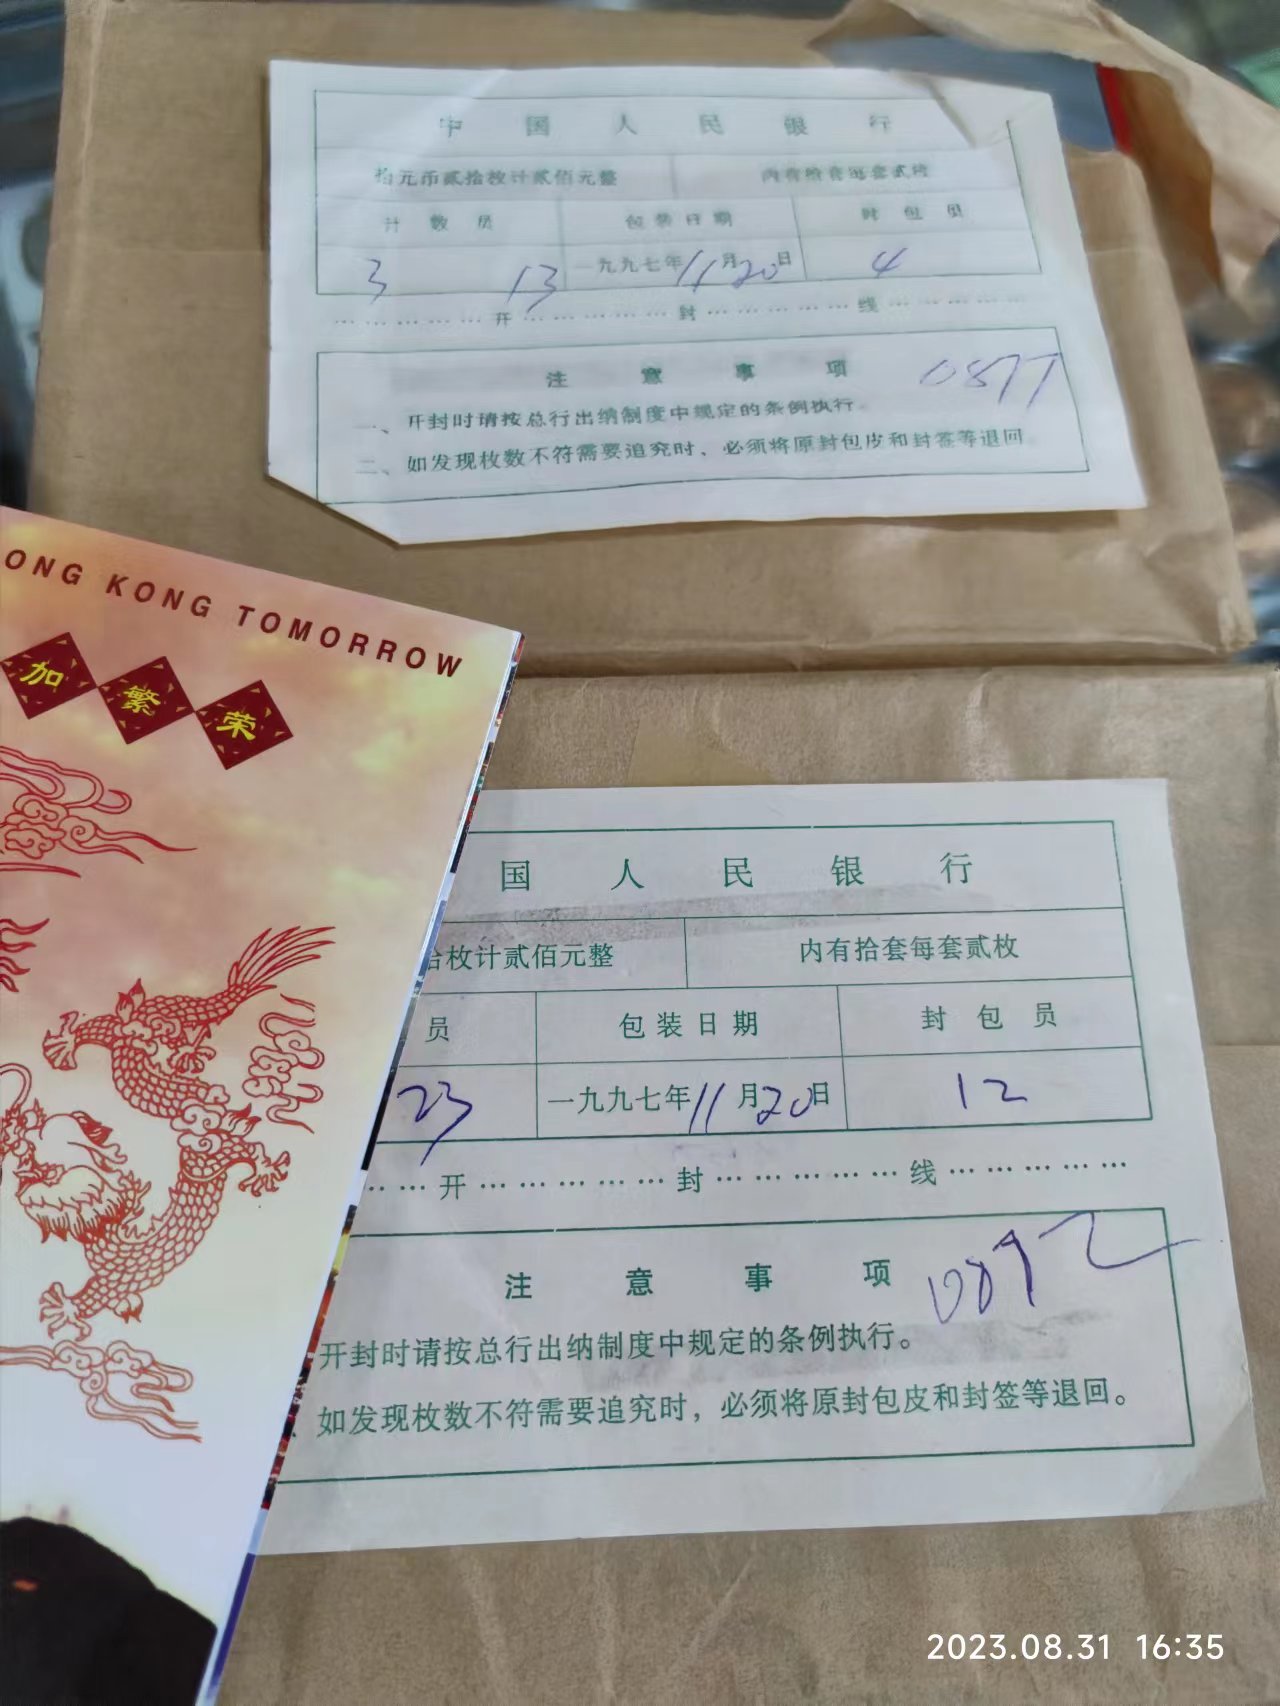 中国人民银行
拾元币贰拾枚计贰佰元整 内有拾套每套贰枚
计数员 包装日期 封包员
3 13 一九九七年11月20日 4
开 封 线
注意事项
0877
一、开封时请按总行出纳制度中规定的条例执行。
二、如发现枚数不符需要追究时、必须将原封包皮和封签等退回
ONG KONG TOMORROW
加繁荣
国人民银行
拾枚计贰佰元整 内有拾套每套贰枚
员 包装日期 封包员
23 一九九七年11月20日 12
开 封 线
注意事项
0892
开封时请按总行出纳制度中规定的条例执行。
如发现枚数不符需要追究时，必须将原封包皮和封签等退回。
2023.08.31 16:35